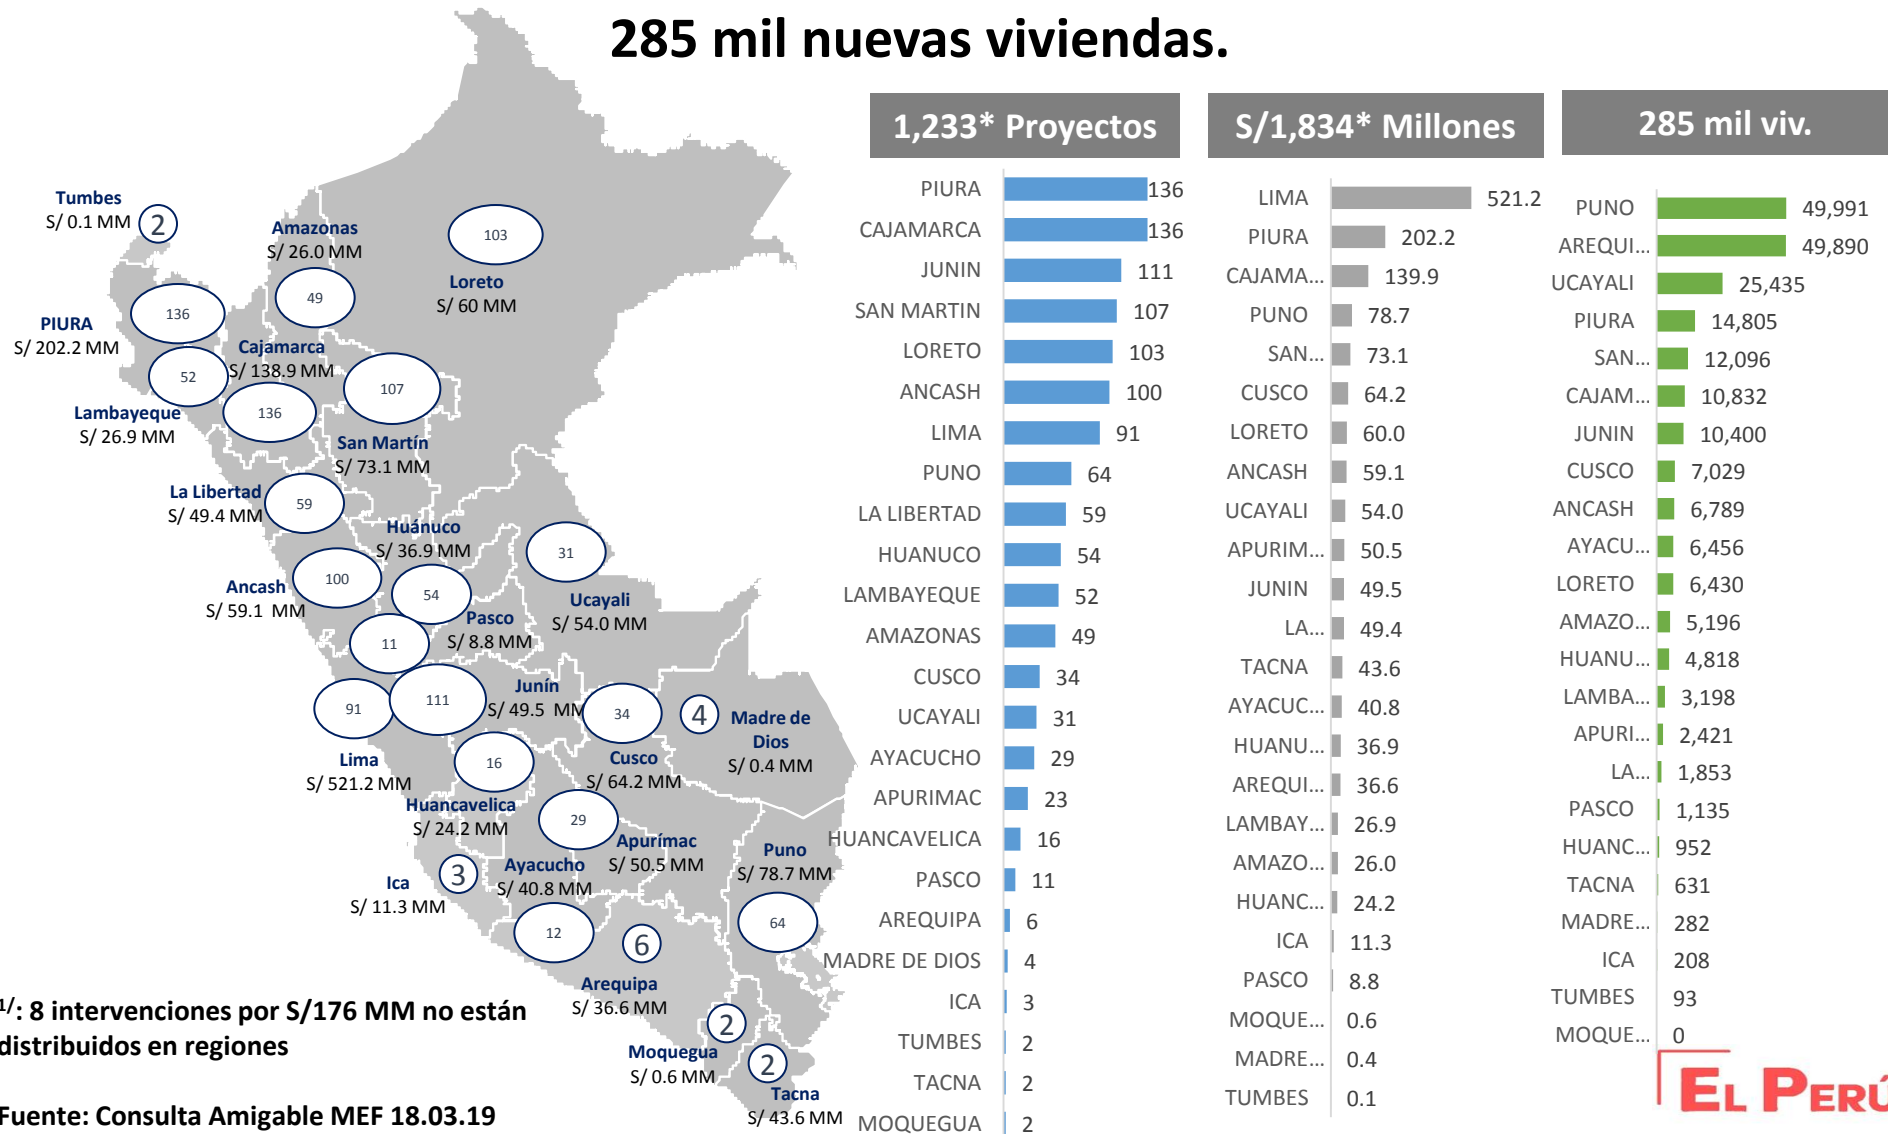 285 mil nuevas viviendas.
Tumbes
S/ 0.1 MM
2
Amazonas
S/ 26.0 MM
49
103
Loreto
S/ 60 MM
136
PIURA
S/ 202.2 MM
52
Cajamarca
S/ 138.9 MM
136
107
Lambayeque
S/ 26.9 MM
San Martín
S/ 73.1 MM
La Libertad
S/ 49.4 MM
59
Huánuco
S/ 36.9 MM
31
Ancash
S/ 59.1 MM
100
54
Ucayali
S/ 54.0 MM
Pasco
S/ 8.8 MM
11
Junín
S/ 49.5 MM
91
111
34
4
Madre de
Dios
S/ 0.4 MM
Lima
S/ 521.2 MM
16
Cusco
S/ 64.2 MM
Huancavelica
S/ 24.2 MM
29
Apurímac
S/ 50.5 MM
Puno
S/ 78.7 MM
Ica
S/ 11.3 MM
3
Ayacucho
S/ 40.8 MM
12
6
64
Arequipa
S/ 36.6 MM
2
Moquegua
S/ 0.6 MM
2
Tacna
S/ 43.6 MM
1/: 8 intervenciones por S/176 MM no están
distribuidos en regiones
Fuente: Consulta Amigable MEF 18.03.19
1,233* Proyectos
PIURA 136
CAJAMARCA 136
JUNIN 111
SAN MARTIN 107
LORETO 103
ANCASH 100
LIMA 91
PUNO 64
LA LIBERTAD 59
HUANUCO 54
LAMBAYEQUE 52
AMAZONAS 49
CUSCO 34
UCAYALI 31
AYACUCHO 29
APURIMAC 23
HUANCAVELICA 16
PASCO 11
AREQUIPA 6
MADRE DE DIOS 4
ICA 3
TUMBES 2
TACNA 2
MOQUEGUA 2
S/1,834* Millones
LIMA 521.2
PIURA 202.2
CAJAMA... 139.9
PUNO 78.7
SAN... 73.1
CUSCO 64.2
LORETO 60.0
ANCASH 59.1
UCAYALI 54.0
APURIM... 50.5
JUNIN 49.5
LA... 49.4
TACNA 43.6
AYACUC... 40.8
HUANU... 36.9
AREQUI... 36.6
LAMBAY... 26.9
AMAZO... 26.0
HUANC... 24.2
ICA 11.3
PASCO 8.8
MOQUE... 0.6
MADRE... 0.4
TUMBES 0.1
285 mil viv.
PUNO 49,991
AREQUI... 49,890
UCAYALI 25,435
PIURA 14,805
SAN... 12,096
CAJAM... 10,832
JUNIN 10,400
CUSCO 7,029
ANCASH 6,789
AYACU... 6,456
LORETO 6,430
AMAZO... 5,196
HUANU... 4,818
LAMBA... 3,198
APURI... 2,421
LA... 1,853
PASCO 1,135
HUANC... 952
TACNA 631
MADRE... 282
ICA 208
TUMBES 93
MOQUE... 0
EL PERÚ